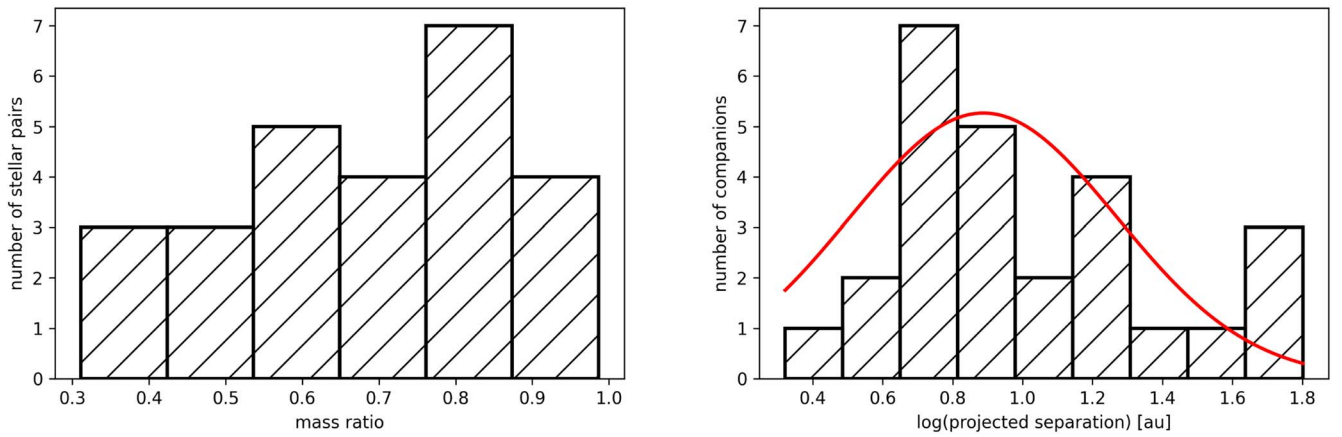 7
6
5
4
3
2
1
0
number of stellar pairs
0.3 0.4 0.5 0.6 0.7 0.8 0.9 1.0
mass ratio
7
6
5
4
3
2
1
0
number of companions
0.4 0.6 0.8 1.0 1.2 1.4 1.6 1.8
log(projected separation) [au]